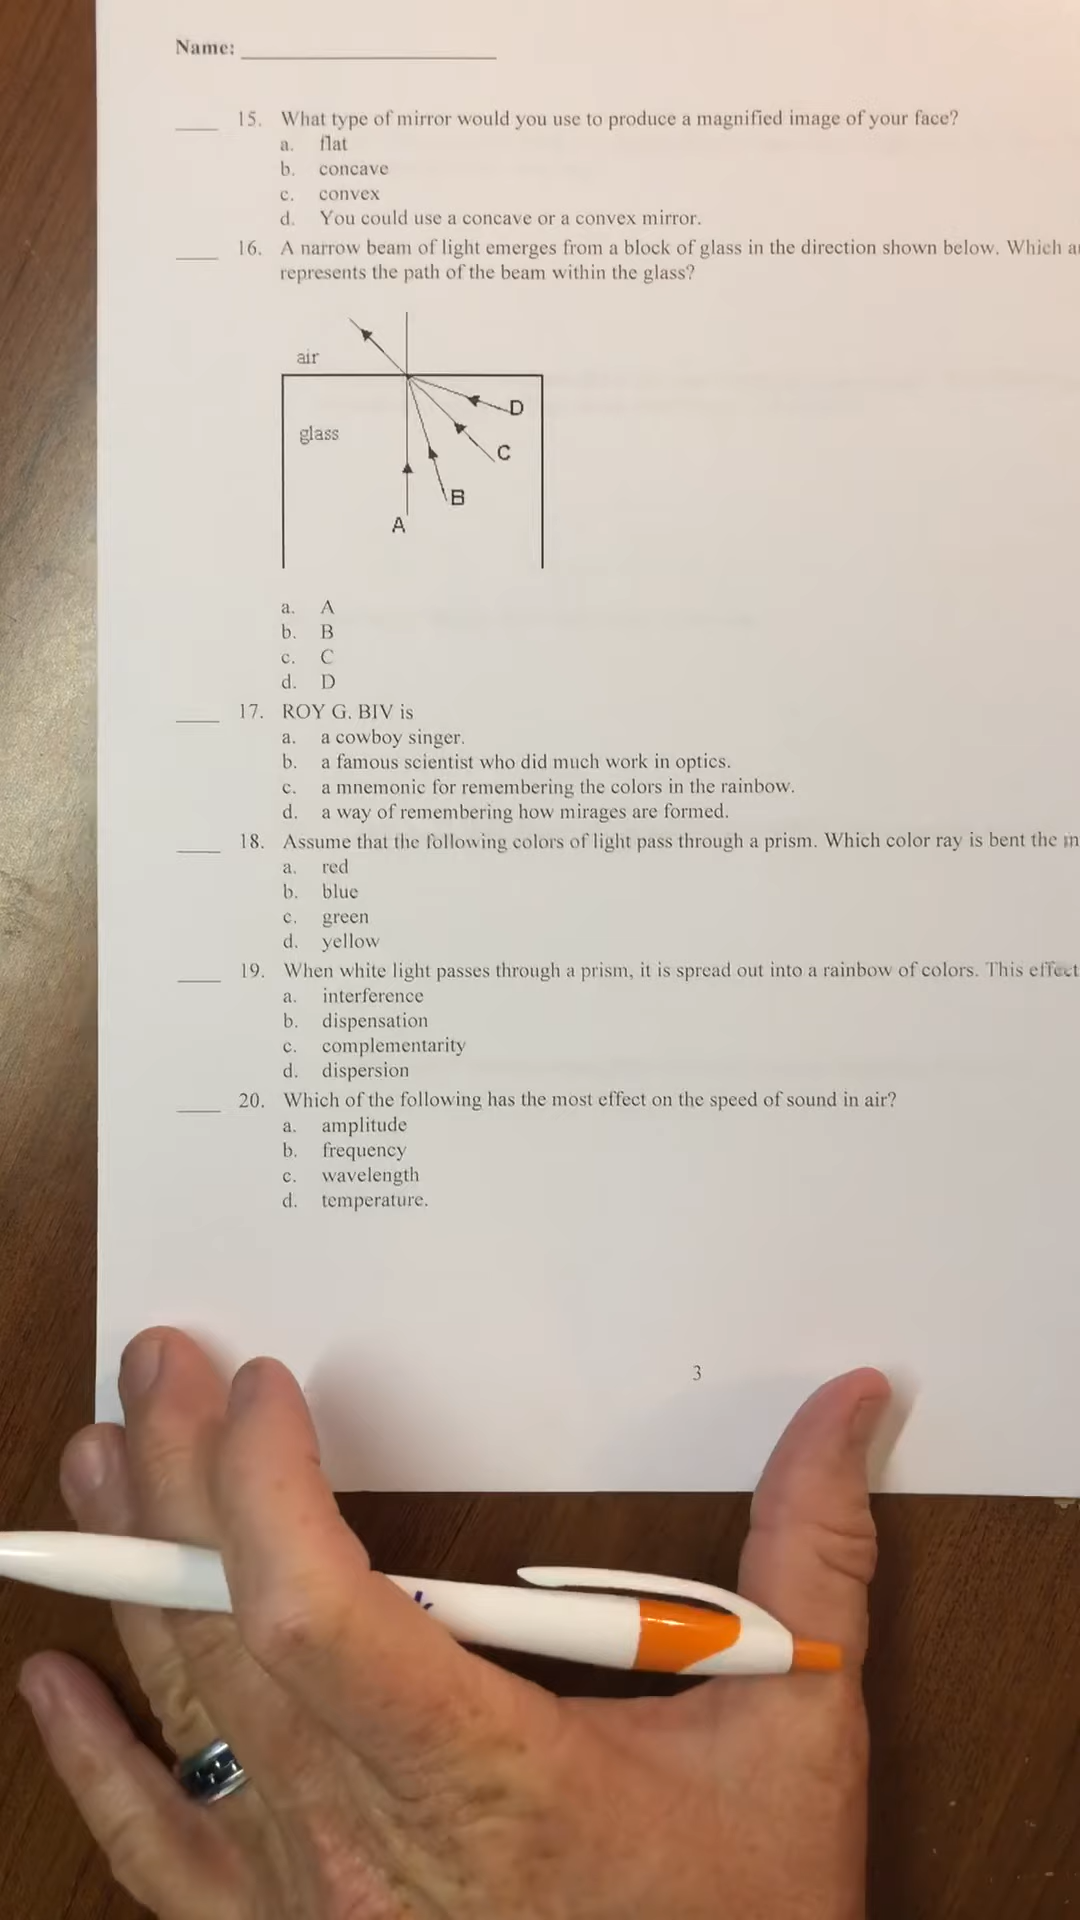 Name:
15. What type of mirror would you use to produce a magnified image of your face?
a. flat
b. concave
c. convex
d. You could use a concave or a convex mirror.
16. A narrow beam of light emerges from a block of glass in the direction shown below. Which
represents the path of the beam within the glass?
air
D
glass
C
B
A
a. A
b. B
c. C
d. D
17. ROY G. BIV is
a. a cowboy singer.
b. a famous scientist who did much work in optics.
c. a mnemonic for remembering the colors in the rainbow.
d. a way of remembering how mirages are formed.
18. Assume that the following colors of light pass through a prism. Which color ray is bent the
a. red
b. blue
c. green
d. yellow
19. When white light passes through a prism, it is spread out into a rainbow of colors. This effect
a. interference
b. dispensation
c. complementarity
d. dispersion
20. Which of the following has the most effect on the speed of sound in air?
a. amplitude
b. frequency
c. wavelength
d. temperature.
3